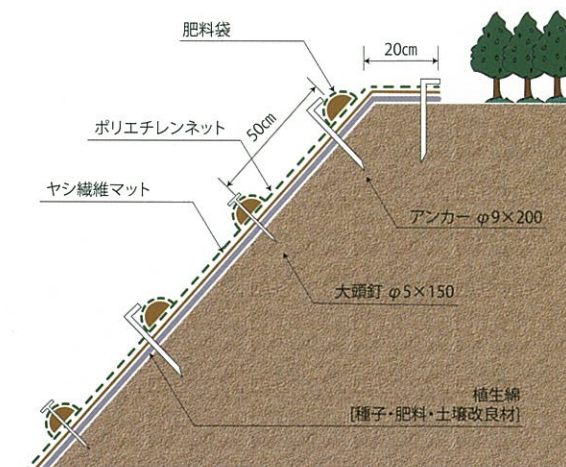 肥料袋
20cm
50cm
ポリエチレンネット
ヤシ繊維マット
アンカー φ9×200
大頭釘 φ5×150
植生綿
[種子・肥料・土壌改良材]